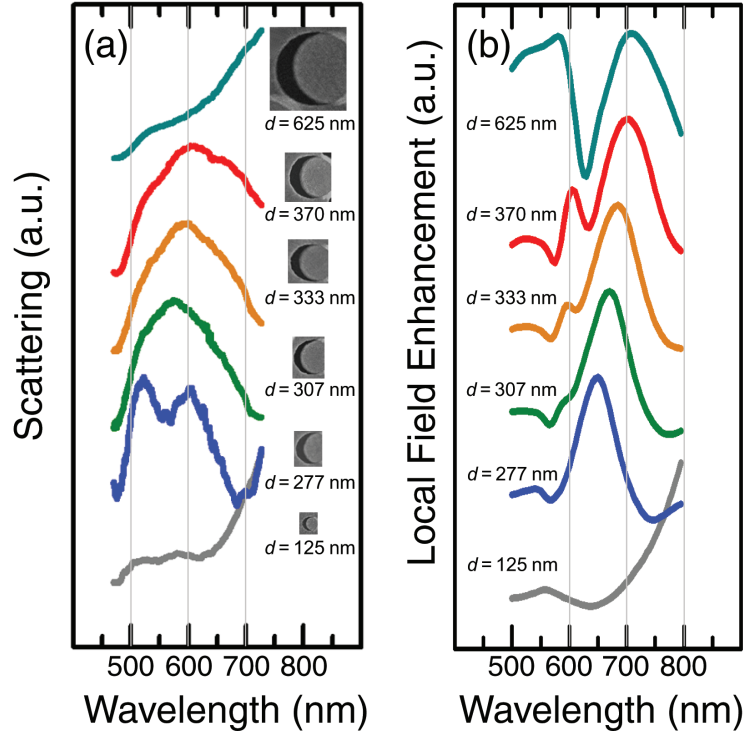 (a)
Scattering (a.u.)
d = 625 nm
d = 370 nm
d = 333 nm
d = 307 nm
d = 277 nm
d = 125 nm
500 600 700 800
Wavelength (nm)
(b)
Local Field Enhancement (a.u.)
d = 625 nm
d = 370 nm
d = 333 nm
d = 307 nm
d = 277 nm
d = 125 nm
500 600 700 800
Wavelength (nm)